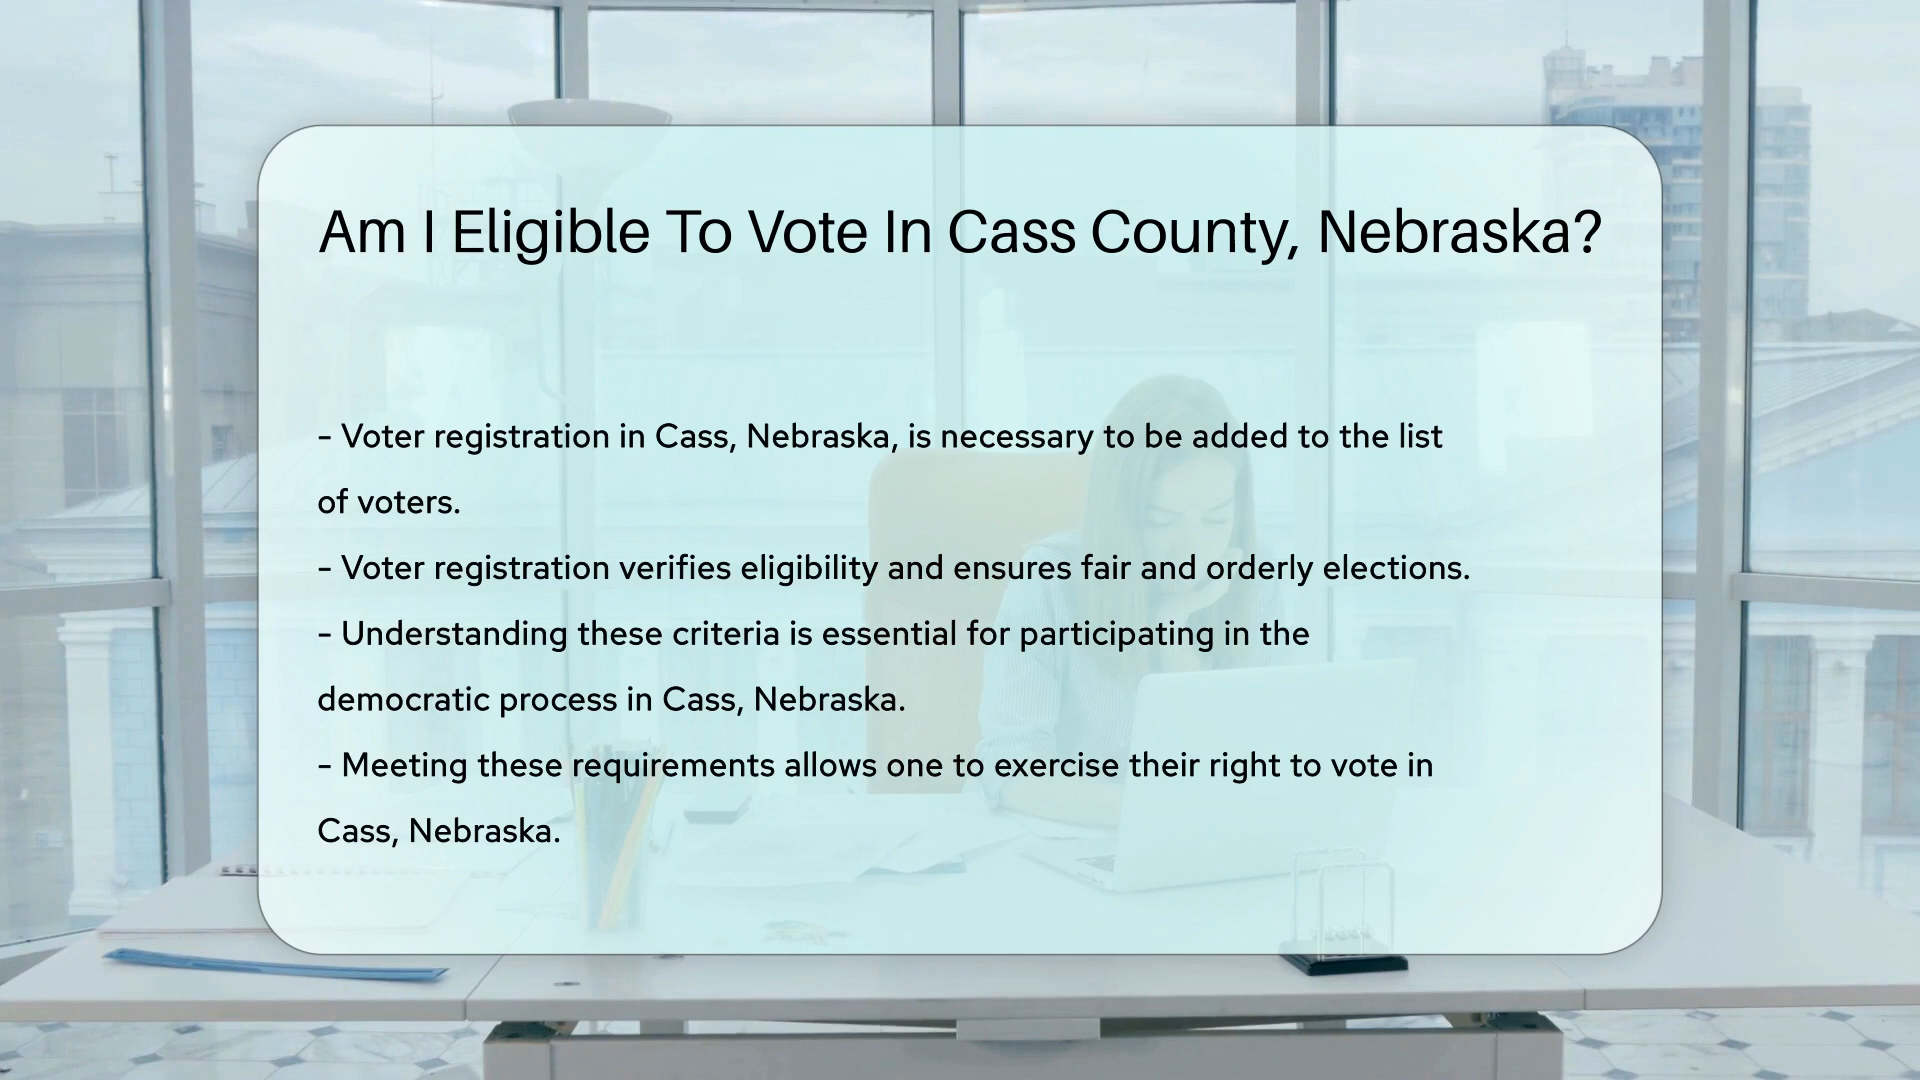 Am I Eligible To Vote In Cass County, Nebraska?
- Voter registration in Cass, Nebraska, is necessary to be added to the list
of voters.
- Voter registration verifies eligibility and ensures fair and orderly elections.
- Understanding these criteria is essential for participating in the
democratic process in Cass, Nebraska.
- Meeting these requirements allows one to exercise their right to vote in
Cass, Nebraska.